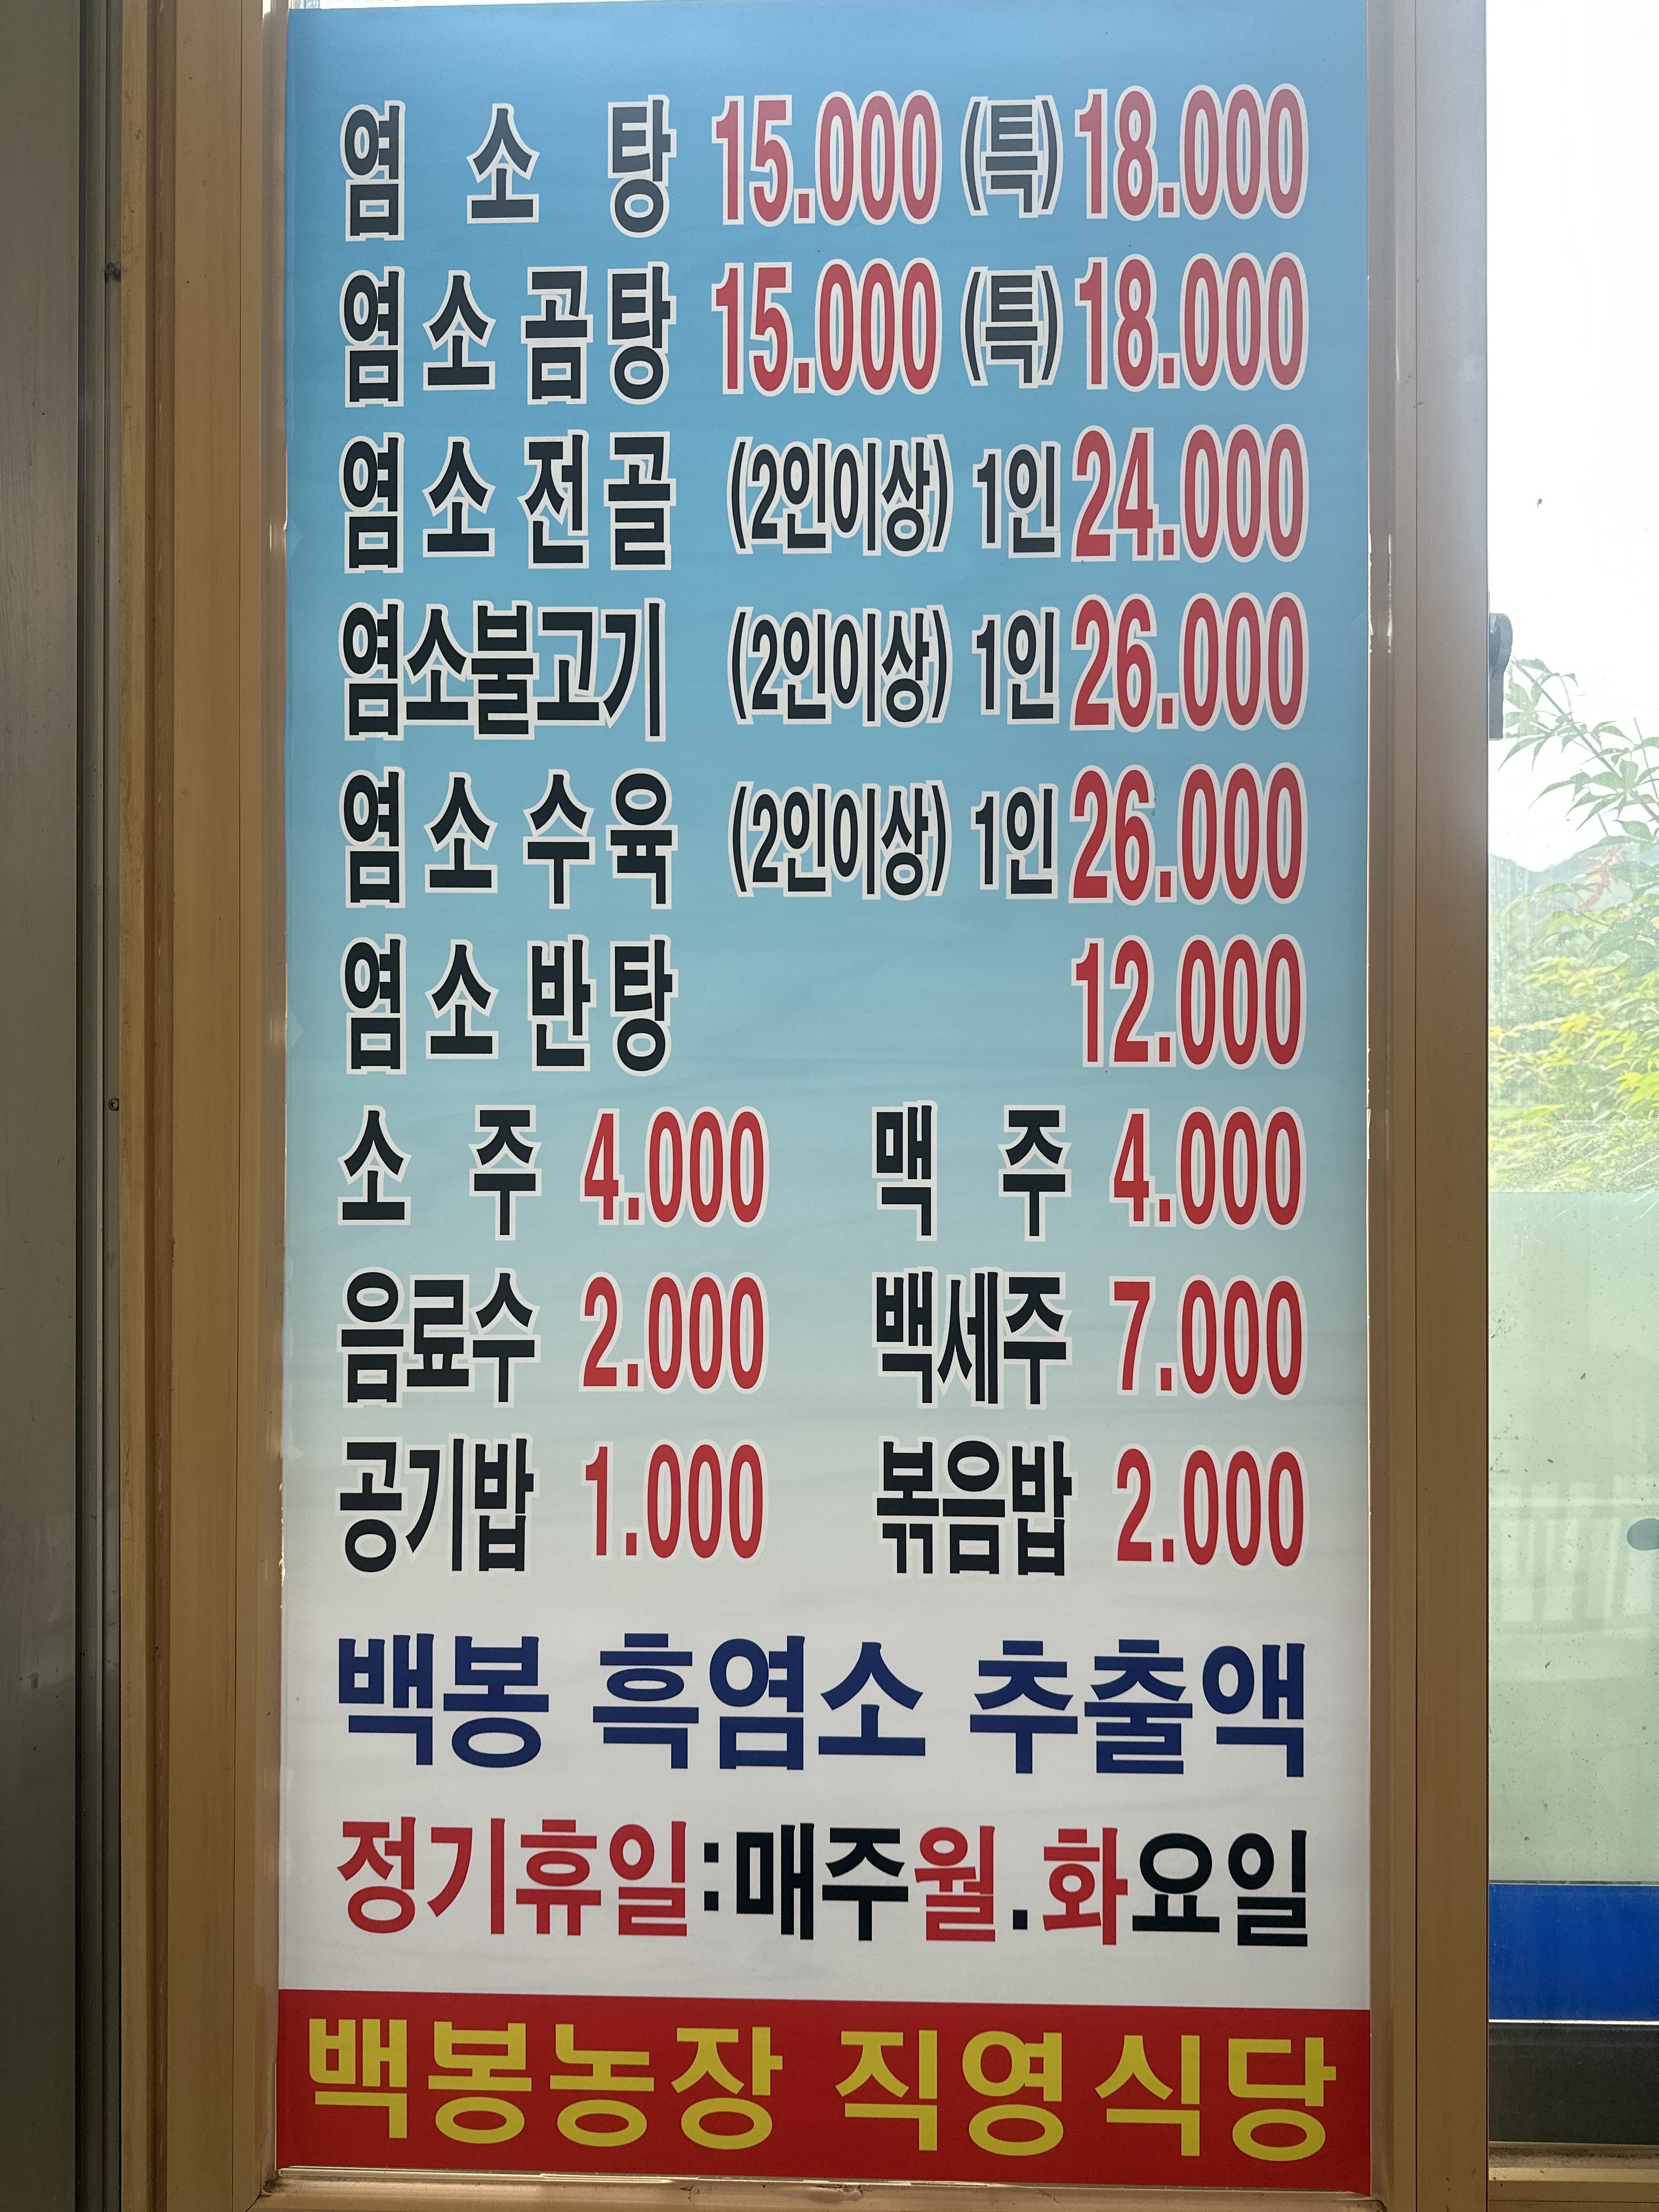 염소탕 15.000 (특) 18.000
염소곰탕 15.000 (특) 18.000
염소전골 (2인이상) 1인 24.000
염소불고기 (2인이상) 1인 26.000
염소수육 (2인이상) 1인 26.000
염소반탕 12.000
소주 4.000 맥주 4.000
음료수 2.000 백세주 7.000
공기밥 1.000 볶음밥 2.000
백봉 흑염소 추출액
정기휴일:매주월.화요일
백봉농장 직영식당